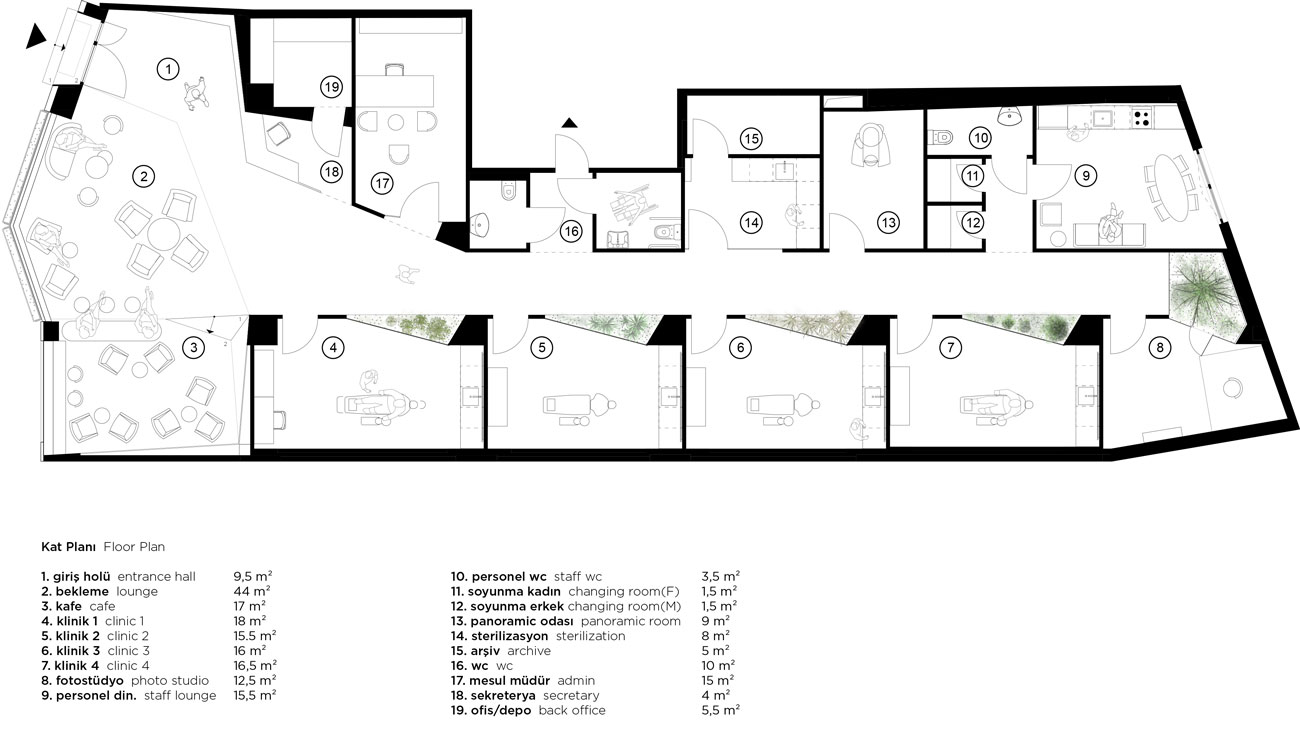 1
19
15
10
2
18
17
11
9
16
14
13
12
3
4
5
6
7
8
1
2
1
2
Kat Planı Floor Plan
1. giriş holü entrance hall 9,5 m²
2. bekleme lounge 44 m²
3. kafe cafe 17 m²
4. klinik 1 clinic 1 18 m²
5. klinik 2 clinic 2 15.5 m²
6. klinik 3 clinic 3 16 m²
7. klinik 4 clinic 4 16,5 m²
8. fotostüdyo photo studio 12,5 m²
9. personel din. staff lounge 15,5 m²
10. personel wc staff wc 3,5 m²
11. soyunma kadın changing room(F) 1,5 m²
12. soyunma erkek changing room(M) 1,5 m²
13. panoramic odası panoramic room 9 m²
14. sterilizasyon sterilization 8 m²
15. arşiv archive 5 m²
16. wc wc 10 m²
17. mesul müdür admin 15 m²
18. sekreterya secretary 4 m²
19. ofis/depo back office 5,5 m²